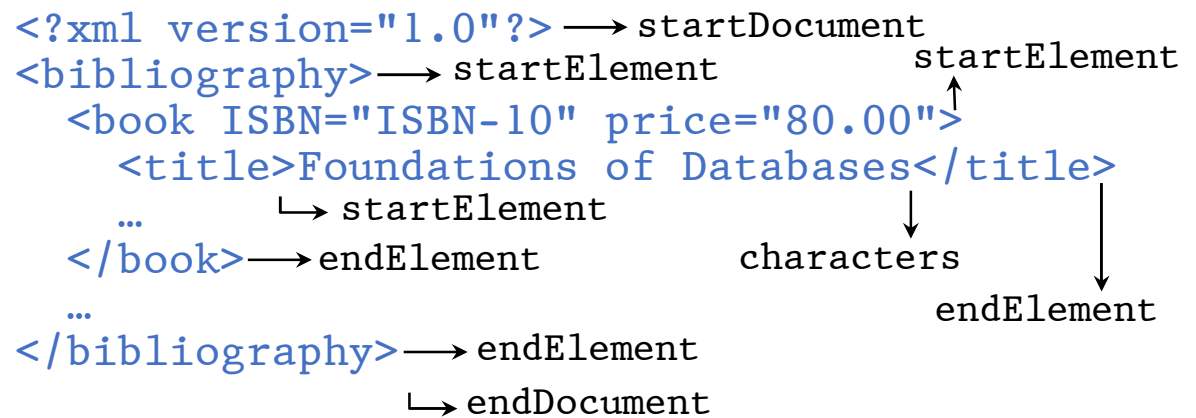 <?xml version="1.0"?> startDocument
<bibliography> startElement startElement
<book ISBN="ISBN-10" price="80.00">
<title>Foundations of Databases</title>
… startElement
</book> endElement characters
… endElement
</bibliography> endElement
endDocument